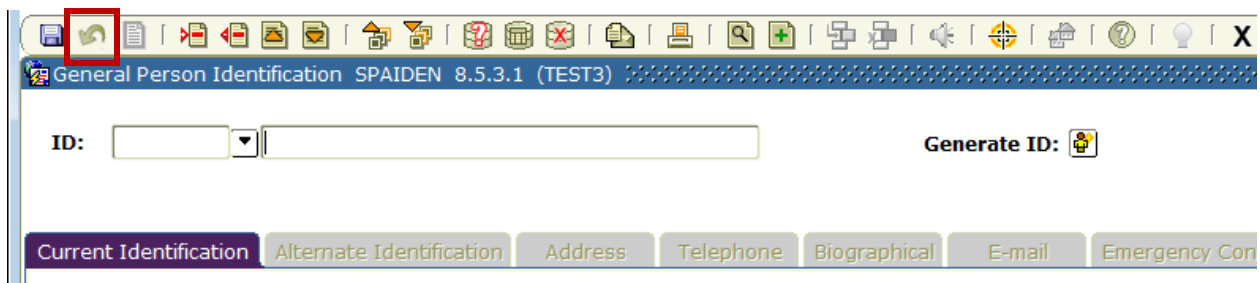 X
General Person Identification SPAIDEN 8.5.3.1 (TEST3)
ID: Generate ID:
Current Identification Alternate Identification Address Telephone Biographical E-mail Emergency Con